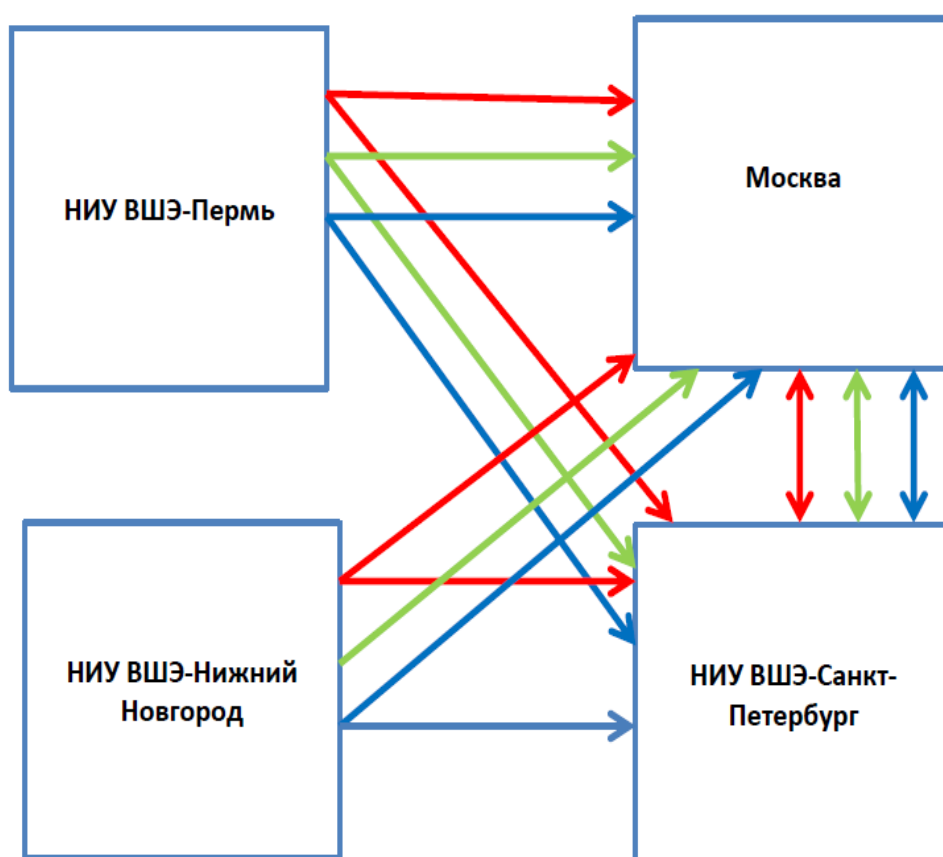 НИУ ВШЭ-Пермь
Москва
НИУ ВШЭ-Нижний
Новгород
НИУ ВШЭ-Санкт-
Петербург